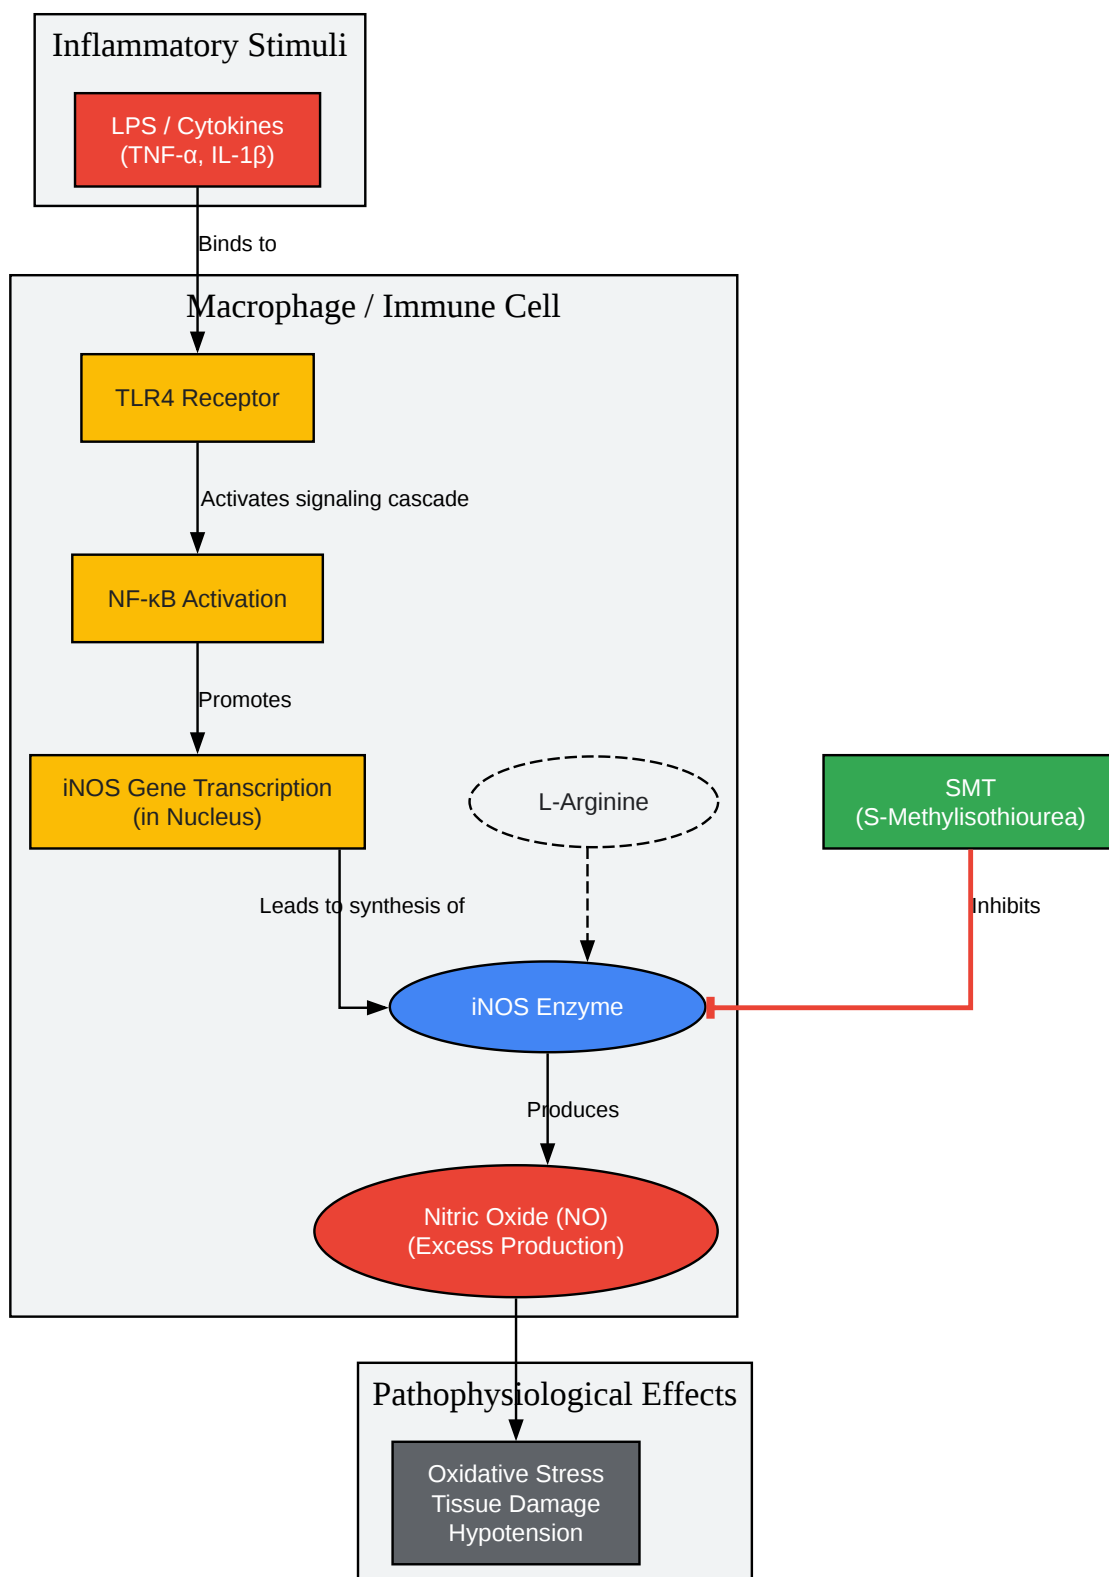 Inflammatory Stimuli
LPS / Cytokines
(TNF-α, IL-1β)
Binds to
Macrophage / Immune Cell
TLR4 Receptor
Activates signaling cascade
NF-κB Activation
Promotes
iNOS Gene Transcription
(in Nucleus)
L-Arginine
SMT
(S-Methylisothiourea)
Leads to synthesis of
Inhibits
iNOS Enzyme
Produces
Nitric Oxide (NO)
(Excess Production)
Pathophysiological Effects
Oxidative Stress
Tissue Damage
Hypotension